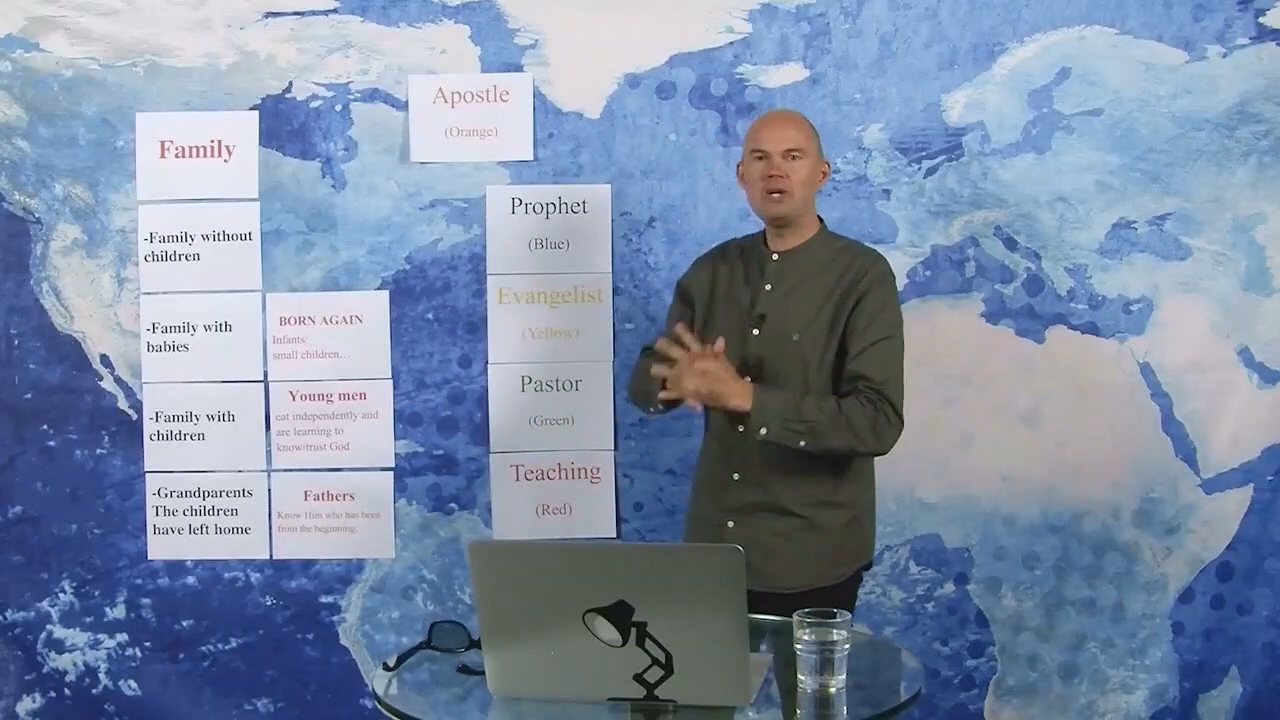 Family
-Family without
children
-Family with
babies
-Family with
children
-Grandparents
The children
have left home
BORN AGAIN
Infants
small children...
Young men
eat independently and
are learning to
know/trust God
Fathers
Know Him who has been
from the beginning.
Apostle
(Orange)
Prophet
(Blue)
Evangelist
(Yellow)
Pastor
(Green)
Teaching
(Red)